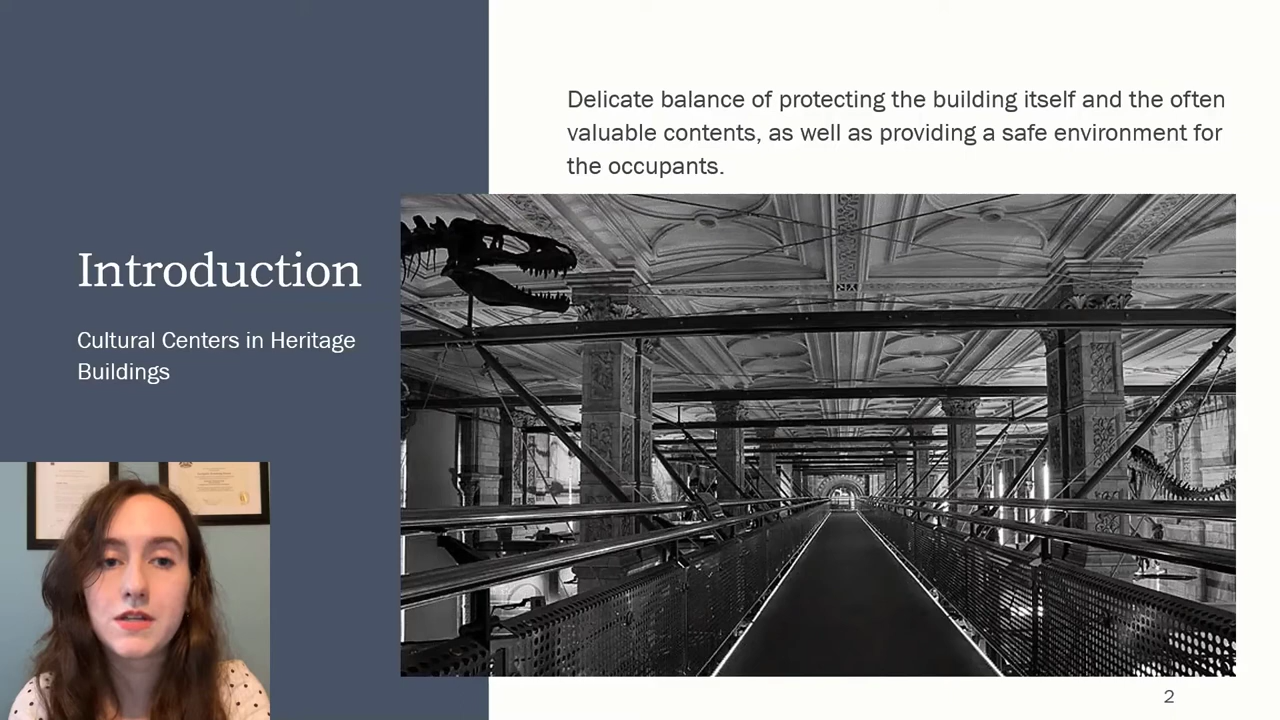 Delicate balance of protecting the building itself and the often
valuable contents, as well as providing a safe environment for
the occupants.
Introduction
Cultural Centers in Heritage
Buildings
2